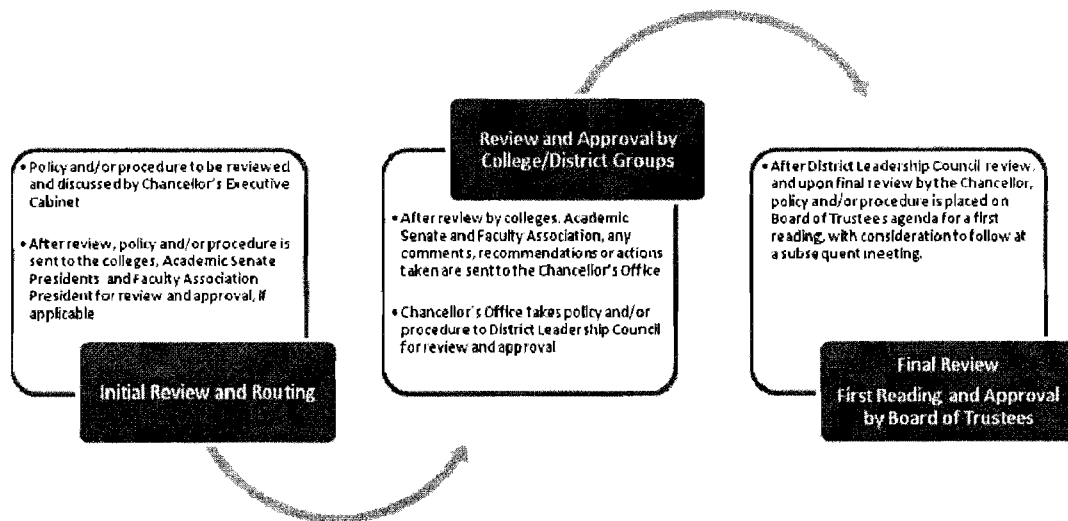 • Policy and/or procedure to be reviewed
and discussed by Chancellor's Executive
Cabinet
• After review, policy and/or procedure is
sent to the colleges, Academic Senate
Presidents and Faculty Association
President for review and approval, if
applicable
Initial Review and Routing
Review and Approval by
College/District Groups
• After review by colleges, Academic
Senate and Faculty Association, any
comments, recommendations or actions
taken are sent to the Chancellor's Office
• Chancellor's Office takes policy and/or
procedure to District Leadership Council
for review and approval
• After District Leadership Council review,
and upon final review by the Chancellor,
policy and/or procedure is placed on
Board of Trustees agenda for a first
reading, with consideration to follow at
a subsequent meeting.
Final Review
First Reading and Approval
by Board of Trustees